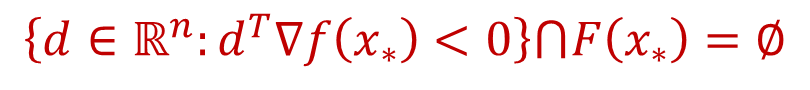 {d ∈ ℝⁿ: dᵀ∇f(x∗) < 0}⋂F(x∗) = ∅